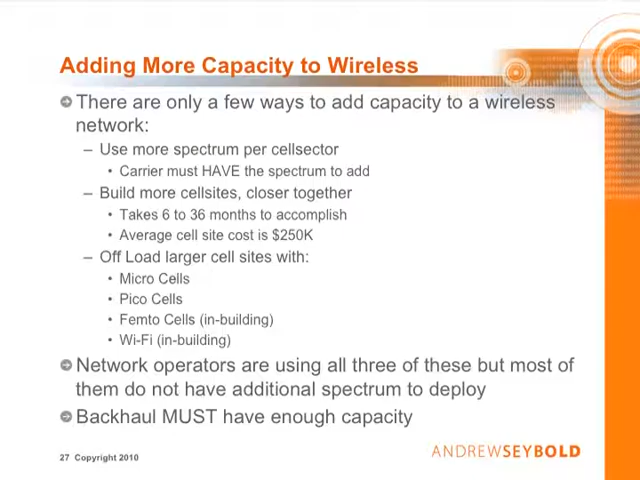 Adding More Capacity to Wireless
There are only a few ways to add capacity to a wireless
network:
– Use more spectrum per cellsector
• Carrier must HAVE the spectrum to add
– Build more cellsites, closer together
• Takes 6 to 36 months to accomplish
• Average cell site cost is $250K
– Off Load larger cell sites with:
• Micro Cells
• Pico Cells
• Femto Cells (in-building)
• Wi-Fi (in-building)
Network operators are using all three of these but most of
them do not have additional spectrum to deploy
Backhaul MUST have enough capacity
27 Copyright 2010
ANDREWSEYBOLD